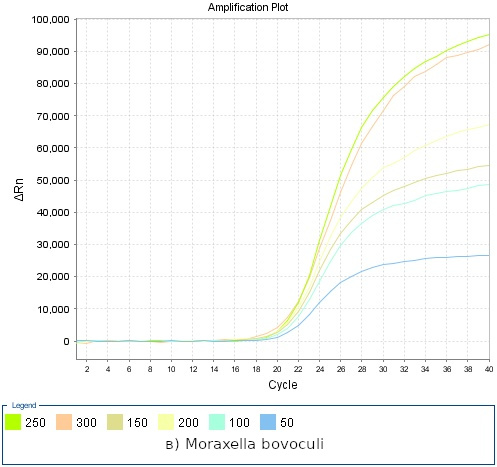 Amplification Plot
100,000
90,000
80,000
70,000
60,000
50,000
40,000
30,000
20,000
10,000
0
ΔRn
2 4 6 8 10 12 14 16 18 20 22 24 26 28 30 32 34 36 38 40
Cycle
Legend
250 300 150 200 100 50
в) Moraxella bovoculi